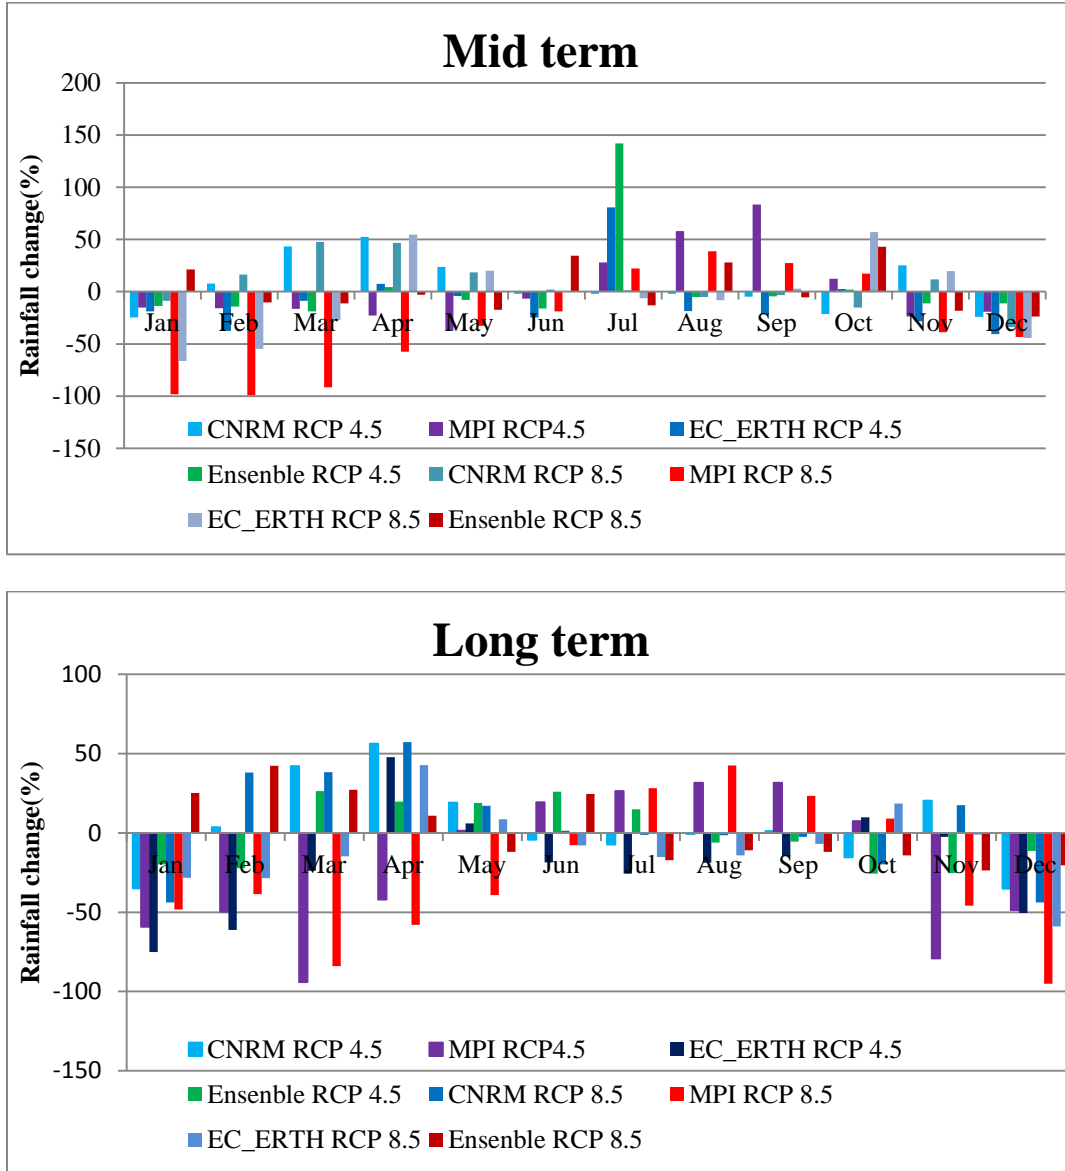 Mid term
Rainfall change(%)
200
150
100
50
0
-50
-100
-150
Jan Feb Mar Apr May Jun Jul Aug Sep Oct Nov Dec
CNRM RCP 4.5 MPI RCP4.5 EC_ERTH RCP 4.5
Ensenble RCP 4.5 CNRM RCP 8.5 MPI RCP 8.5
EC_ERTH RCP 8.5 Ensenble RCP 8.5
Long term
Rainfall change(%)
100
50
0
-50
-100
-150
Jan Feb Mar Apr May Jun Jul Aug Sep Oct Nov Dec
CNRM RCP 4.5 MPI RCP4.5 EC_ERTH RCP 4.5
Ensenble RCP 4.5 CNRM RCP 8.5 MPI RCP 8.5
EC_ERTH RCP 8.5 Ensenble RCP 8.5